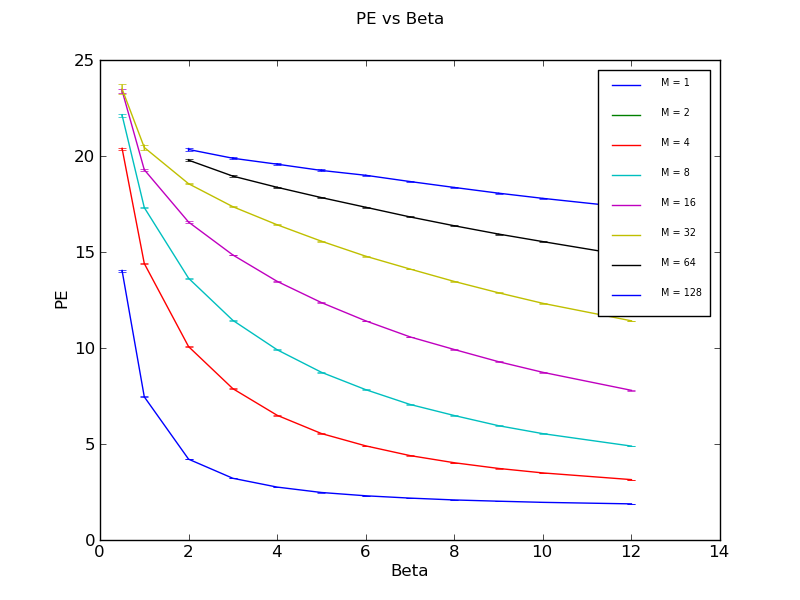 PE vs Beta
25
20
15
10
5
0
PE
0 2 4 6 8 10 12 14
Beta
M = 1
M = 2
M = 4
M = 8
M = 16
M = 32
M = 64
M = 128